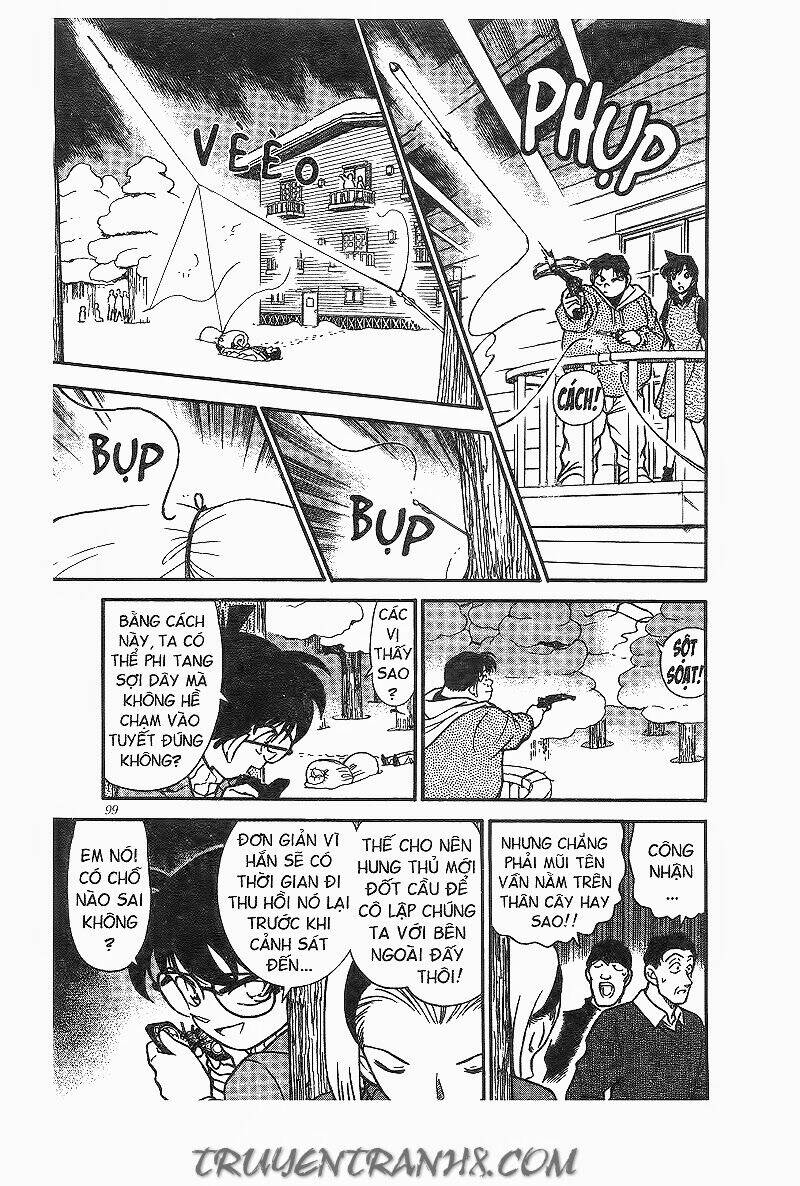 PHỤP
CÁCH!
VÈÈO
BỤP
BỤP
SỘT
SOẠT!
CÁC
VỊ
THẤY
SAO
?
BẰNG CÁCH
NÀY, TA CÓ
THỂ PHI TANG
SỢI DÂY MÀ
KHÔNG HỀ
CHẠM VÀO
TUYẾT ĐÚNG
KHÔNG?
99
CÔNG
NHẬN
...
NHƯNG CHẲNG
PHẢI MŨI TÊN
VẪN NẰM TRÊN
THÂN CÂY HAY
SAO!!
THẾ CHO NÊN
HUNG THỦ MỚI
ĐỐT CẦU ĐỂ
CÔ LẬP CHÚNG
TA VỚI BÊN
NGOÀI ĐẤY
THÔI!
ĐƠN GIẢN VÌ
HẮN SẼ CÓ
THỜI GIAN ĐI
THU HỒI NÓ LẠI
TRƯỚC KHI
CẢNH SÁT
ĐẾN...
EM NÓI
CÓ CHỖ
NÀO SAI
KHÔNG
?
TRUYENTRANH8.COM